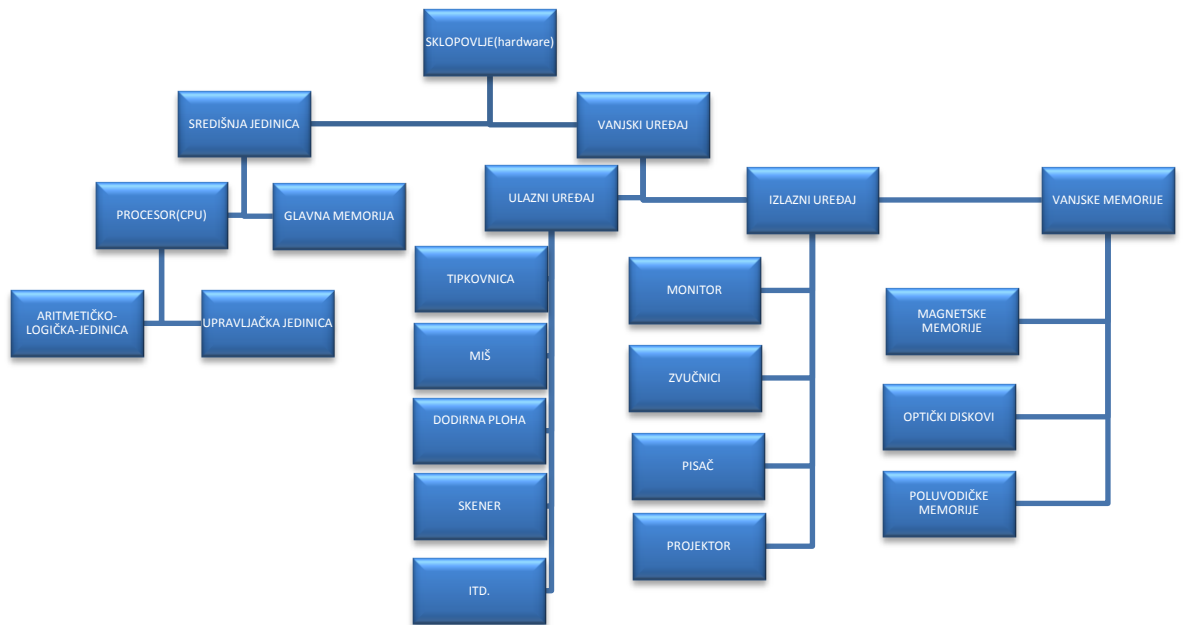 SKLOPOVLJE(hardware)
SREDIŠNJA JEDINICA
VANJSKI UREĐAJ
PROCESOR(CPU)
GLAVNA MEMORIJA
ULAZNI UREĐAJ
IZLAZNI UREĐAJ
VANJSKE MEMORIJE
ARITMETIČKO-
LOGIČKA-JEDINICA
UPRAVLJAČKA JEDINICA
TIPKOVNICA
MIŠ
DODIRNA PLOHA
SKENER
ITD.
MONITOR
ZVUČNICI
PISAČ
PROJEKTOR
MAGNETSKE
MEMORIJE
OPTIČKI DISKOVI
POLUVODIČKE
MEMORIJE